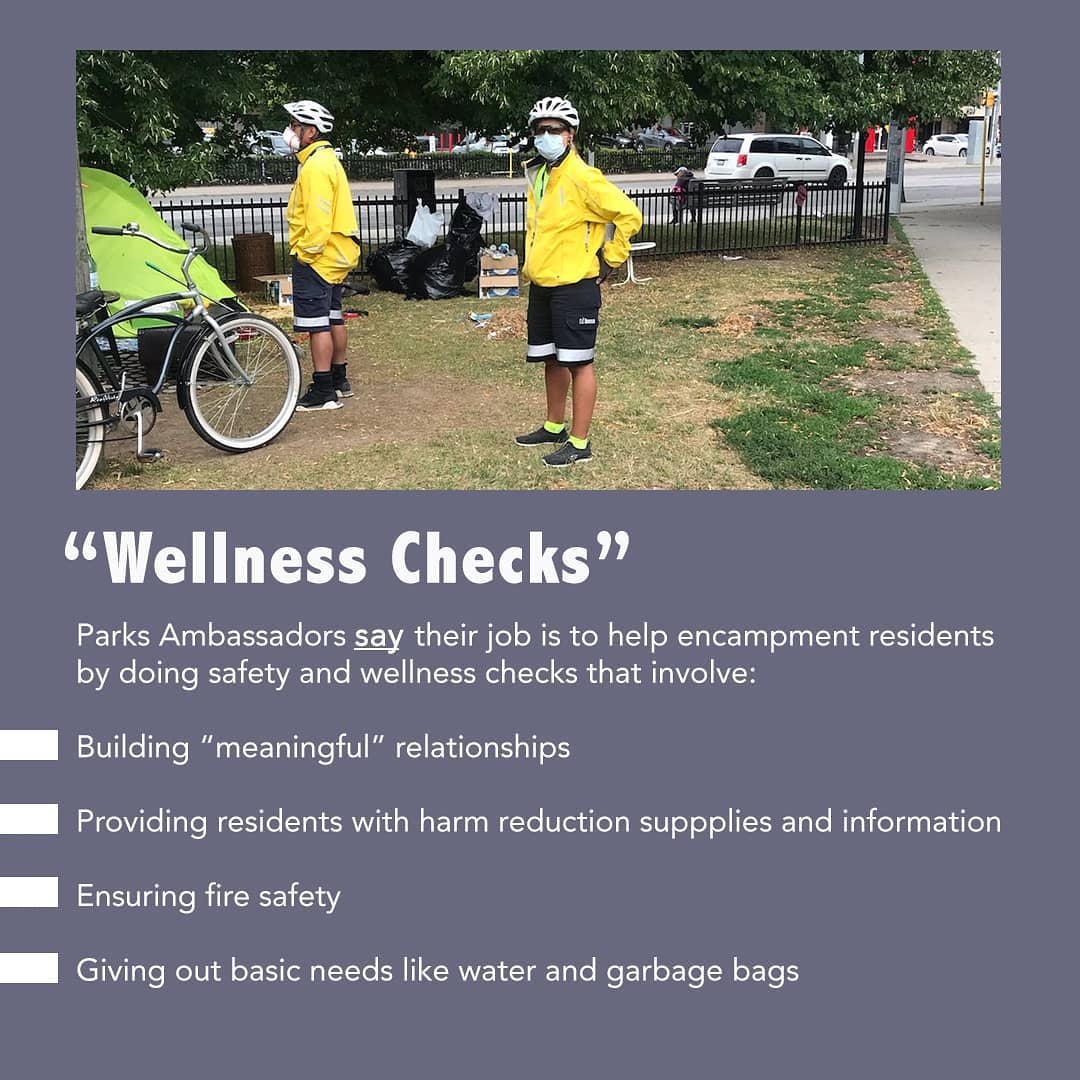 “Wellness Checks”
Parks Ambassadors say their job is to help encampment residents
by doing safety and wellness checks that involve:
Building “meaningful” relationships
Providing residents with harm reduction suppplies and information
Ensuring fire safety
Giving out basic needs like water and garbage bags